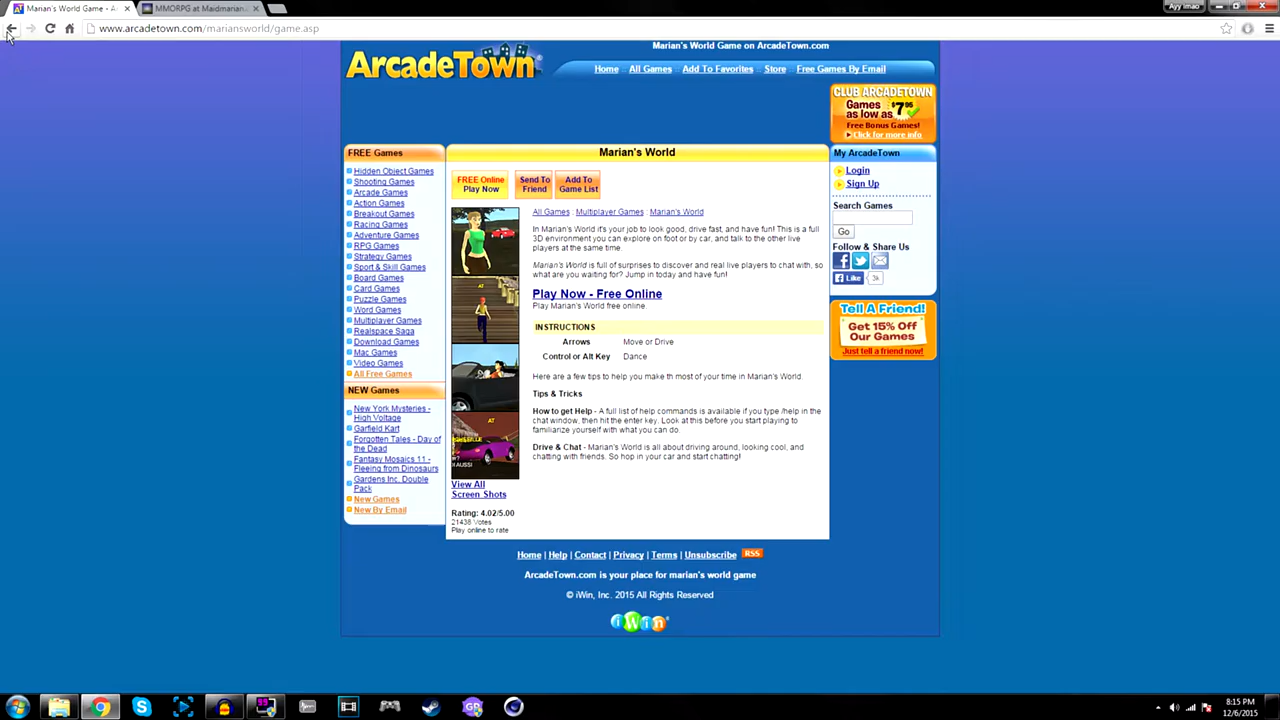 Marian's World Game - A
MMORPG at Maidmarian.
Ayy lmao
www.arcadetown.com/mariansworld/game.asp
ArcadeTown
Marian's World Game on ArcadeTown.com
Home :: All Games :: Add To Favorites :: Store :: Free Games By Email
CLUB ARCADETOWN
Games as low as $7.95
Free Bonus Games!
Click for more info
FREE Games
Hidden Object Games
Shooting Games
Arcade Games
Action Games
Breakout Games
Racing Games
Adventure Games
RPG Games
Strategy Games
Sport & Skill Games
Board Games
Card Games
Puzzle Games
Word Games
Multiplayer Games
Realspace Saga
Download Games
Mac Games
Video Games
All Free Games
NEW Games
New York Mysteries -
High Voltage
Garfield Kart
Forgotten Tales - Day of
the Dead
Fantasy Mosaics 11 -
Fleeing from Dinosaurs
Gardens Inc. Double
Pack
New Games
New By Email
Marian's World
FREE Online
Play Now
Send To
Friend
Add To
Game List
All Games : Multiplayer Games : Marian's World
In Marian's World it's your job to look good, drive fast, and have fun! This is a full
3D environment you can explore on foot or by car, and talk to the other live
players at the same time.
Marian's World is full of surprises to discover and real live players to chat with, so
what are you waiting for? Jump in today and have fun!
Play Now - Free Online
Play Marian's World free online.
INSTRUCTIONS
Arrows Move or Drive
Control or Alt Key Dance
Here are a few tips to help you make th most of your time in Marian's World.
Tips & Tricks
How to get Help - A full list of help commands is available if you type /help in the
chat window, then hit the enter key. Look at this before you start playing to
familiarize yourself with what you can do.
Drive & Chat - Marian's World is all about driving around, looking cool, and
chatting with friends. So hop in your car and start chatting!
AT
AT
View All
Screen Shots
Rating: 4.02/5.00
21436 Votes
Play online to rate
My ArcadeTown
Login
Sign Up
Search Games
Go
Follow & Share Us
Like 3k
Tell A Friend!
Get 15% Off
Our Games
Just tell a friend now!
Home | Help | Contact | Privacy | Terms | Unsubscribe RSS
ArcadeTown.com is your place for marian's world game
© iWin, Inc. 2015 All Rights Reserved
iWin
8:15 PM
12/6/2015